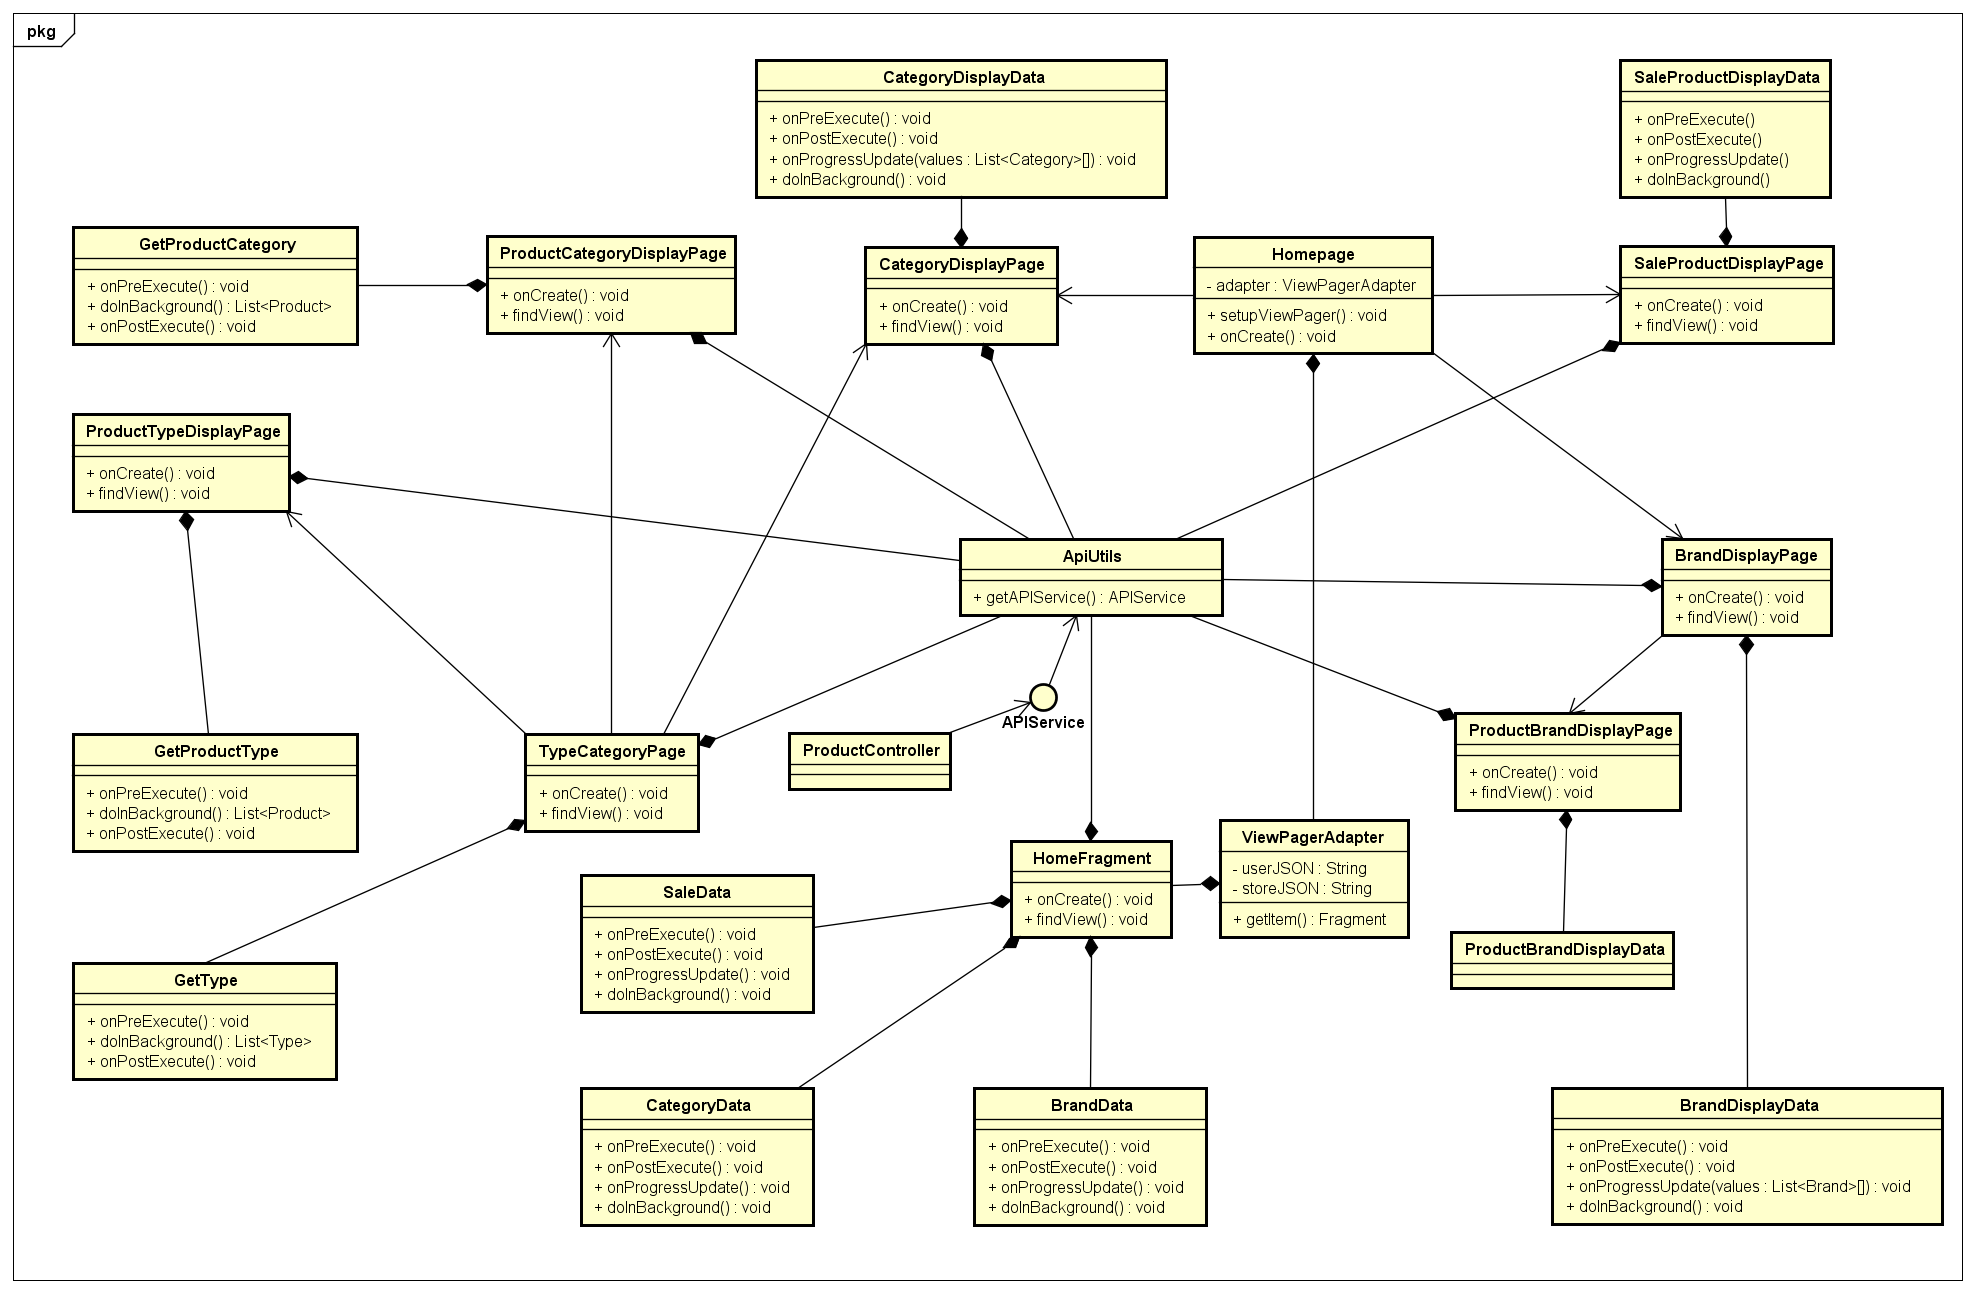 pkg
CategoryDisplayData
+ onPreExecute() : void
+ onPostExecute() : void
+ onProgressUpdate(values : List<Category>[]) : void
+ doInBackground() : void
SaleProductDisplayData
+ onPreExecute()
+ onPostExecute()
+ onProgressUpdate()
+ doInBackground()
GetProductCategory
+ onPreExecute() : void
+ doInBackground() : List<Product>
+ onPostExecute() : void
ProductCategoryDisplayPage
+ onCreate() : void
+ findView() : void
CategoryDisplayPage
+ onCreate() : void
+ findView() : void
Homepage
- adapter : ViewPagerAdapter
+ setupViewPager() : void
+ onCreate() : void
SaleProductDisplayPage
+ onCreate() : void
+ findView() : void
ProductTypeDisplayPage
+ onCreate() : void
+ findView() : void
ApiUtils
+ getAPIService() : APIService
BrandDisplayPage
+ onCreate() : void
+ findView() : void
APIService
GetProductType
+ onPreExecute() : void
+ doInBackground() : List<Product>
+ onPostExecute() : void
TypeCategoryPage
+ onCreate() : void
+ findView() : void
ProductController
ProductBrandDisplayPage
+ onCreate() : void
+ findView() : void
ViewPagerAdapter
- userJSON : String
- storeJSON : String
+ getItem() : Fragment
HomeFragment
+ onCreate() : void
+ findView() : void
SaleData
+ onPreExecute() : void
+ onPostExecute() : void
+ onProgressUpdate() : void
+ doInBackground() : void
ProductBrandDisplayData
GetType
+ onPreExecute() : void
+ doInBackground() : List<Type>
+ onPostExecute() : void
CategoryData
+ onPreExecute() : void
+ onPostExecute() : void
+ onProgressUpdate() : void
+ doInBackground() : void
BrandData
+ onPreExecute() : void
+ onPostExecute() : void
+ onProgressUpdate() : void
+ doInBackground() : void
BrandDisplayData
+ onPreExecute() : void
+ onPostExecute() : void
+ onProgressUpdate(values : List<Brand>[]) : void
+ doInBackground() : void